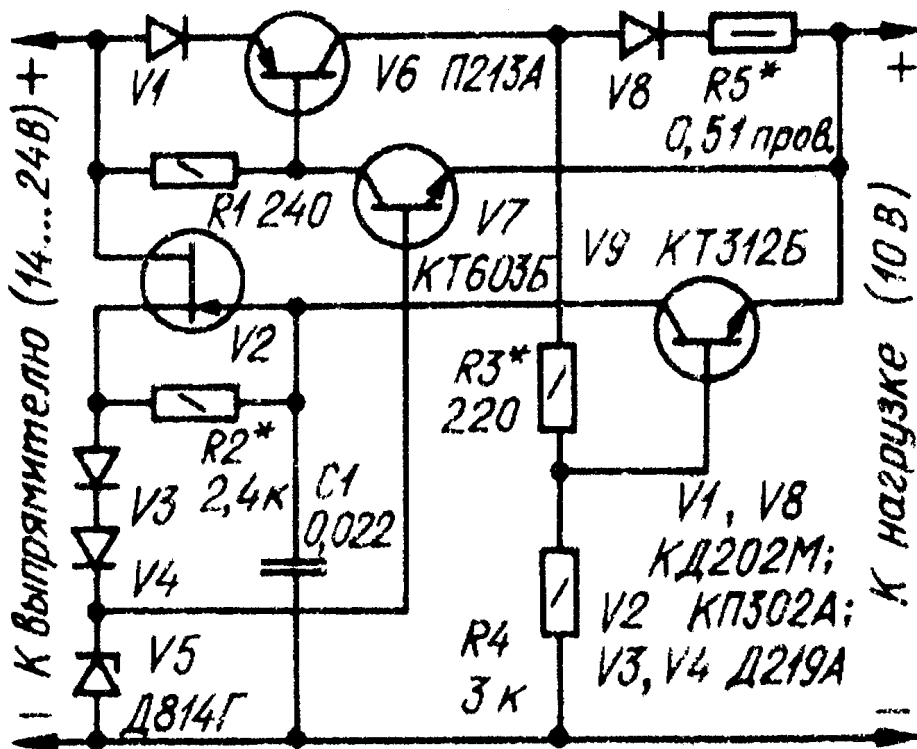 К выпрямителю (14....24В)
+
−
V1
V6 П213А
V8
R5*
0,51 пров.
+
R1 240
V7
КТ603Б
V9 КТ312Б
V2
R2*
2,4к
С1
0,022
R3*
220
V3
V4
V5
Д814Г
R4
3 к
V1, V8
КД202М;
V2 КП302А;
V3, V4 Д219А
К нагрузке (10 В)
−